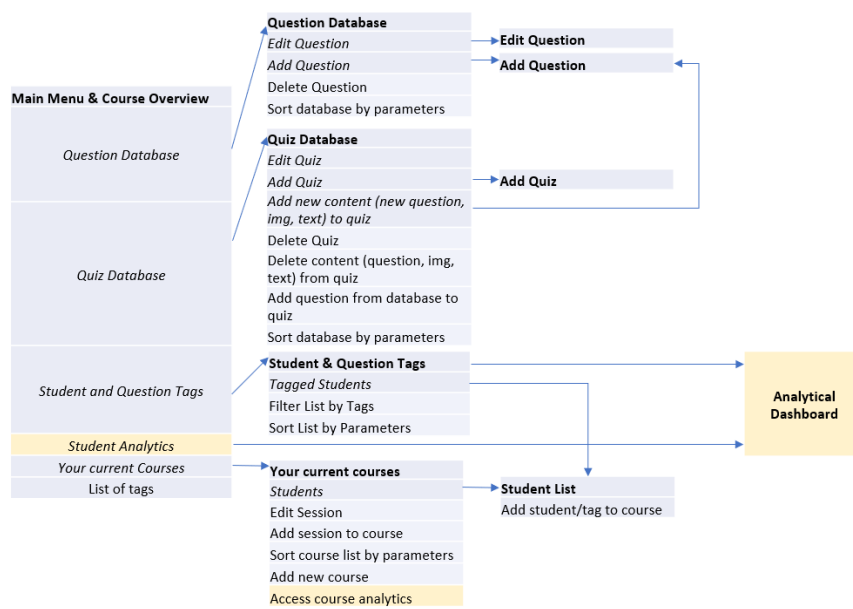 Main Menu & Course Overview
Question Database
Quiz Database
Student and Question Tags
Student Analytics
Your current Courses
List of tags
Question Database
Edit Question
Add Question
Delete Question
Sort database by parameters
Quiz Database
Edit Quiz
Add Quiz
Add new content (new question,
img, text) to quiz
Delete Quiz
Delete content (question, img,
text) from quiz
Add question from database to
quiz
Sort database by parameters
Student & Question Tags
Tagged Students
Filter List by Tags
Sort List by Parameters
Your current courses
Students
Edit Session
Add session to course
Sort course list by parameters
Add new course
Access course analytics
Edit Question
Add Question
Add Quiz
Student List
Add student/tag to course
Analytical
Dashboard